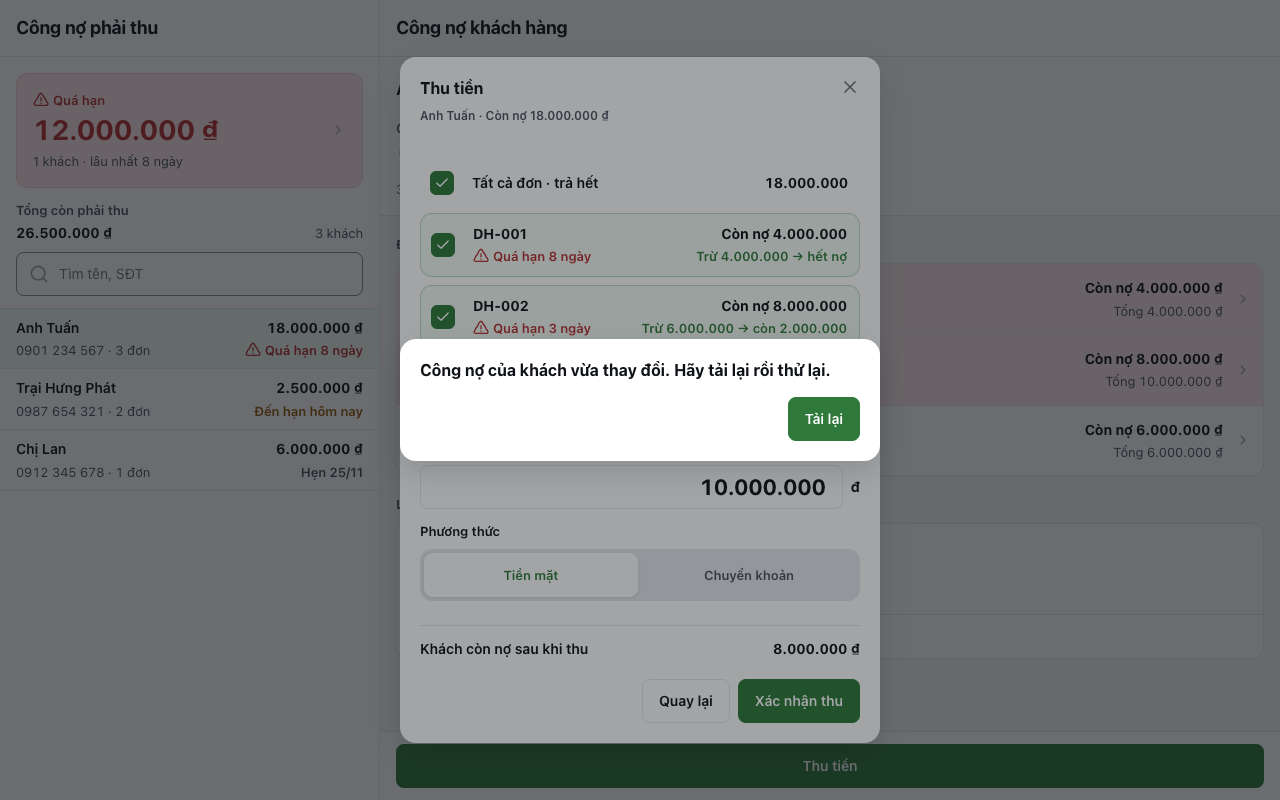 Công nợ phải thu
Quá hạn
12.000.000 ₫
1 khách · lâu nhất 8 ngày
Tổng còn phải thu
26.500.000 ₫
3 khách
Tìm tên, SĐT
Anh Tuấn
18.000.000 ₫
0901 234 567 · 3 đơn
Quá hạn 8 ngày
Trại Hưng Phát
2.500.000 ₫
0987 654 321 · 2 đơn
Đến hạn hôm nay
Chị Lan
6.000.000 ₫
0912 345 678 · 1 đơn
Hẹn 25/11
Công nợ khách hàng
Thu tiền
Anh Tuấn · Còn nợ 18.000.000 ₫
Tất cả đơn · trả hết
18.000.000
DH-001
Còn nợ 4.000.000
Quá hạn 8 ngày
Trừ 4.000.000 → hết nợ
DH-002
Còn nợ 8.000.000
Quá hạn 3 ngày
Trừ 6.000.000 → còn 2.000.000
Công nợ của khách vừa thay đổi. Hãy tải lại rồi thử lại.
Tải lại
10.000.000
đ
Phương thức
Tiền mặt
Chuyển khoản
Khách còn nợ sau khi thu
8.000.000 ₫
Quay lại
Xác nhận thu
Còn nợ 4.000.000 ₫
Tổng 4.000.000 ₫
Còn nợ 8.000.000 ₫
Tổng 10.000.000 ₫
Còn nợ 6.000.000 ₫
Tổng 6.000.000 ₫
Thu tiền